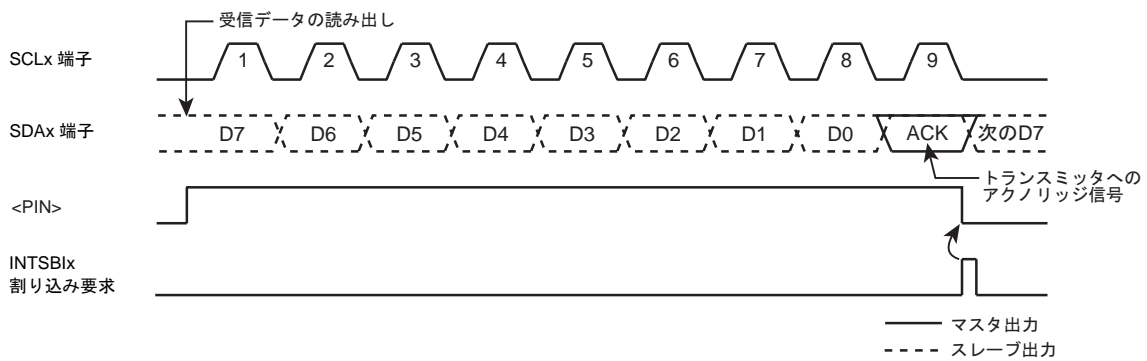 受信データの読み出し
SCLx 端子
1 2 3 4 5 6 7 8 9
SDAx 端子
D7 D6 D5 D4 D3 D2 D1 D0 ACK 次のD7
トランスミッタへの
アクノリッジ信号
<PIN>
INTSBIx
割り込み要求
マスタ出力
スレーブ出力